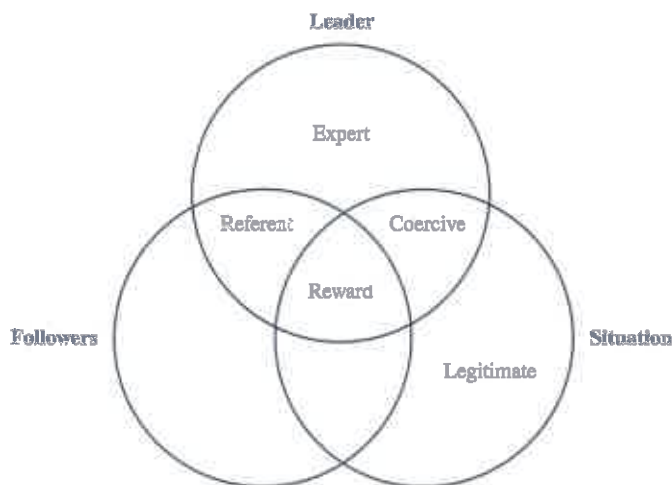 Leader
Expert
Referent
Coercive
Reward
Followers
Situation
Legitimate